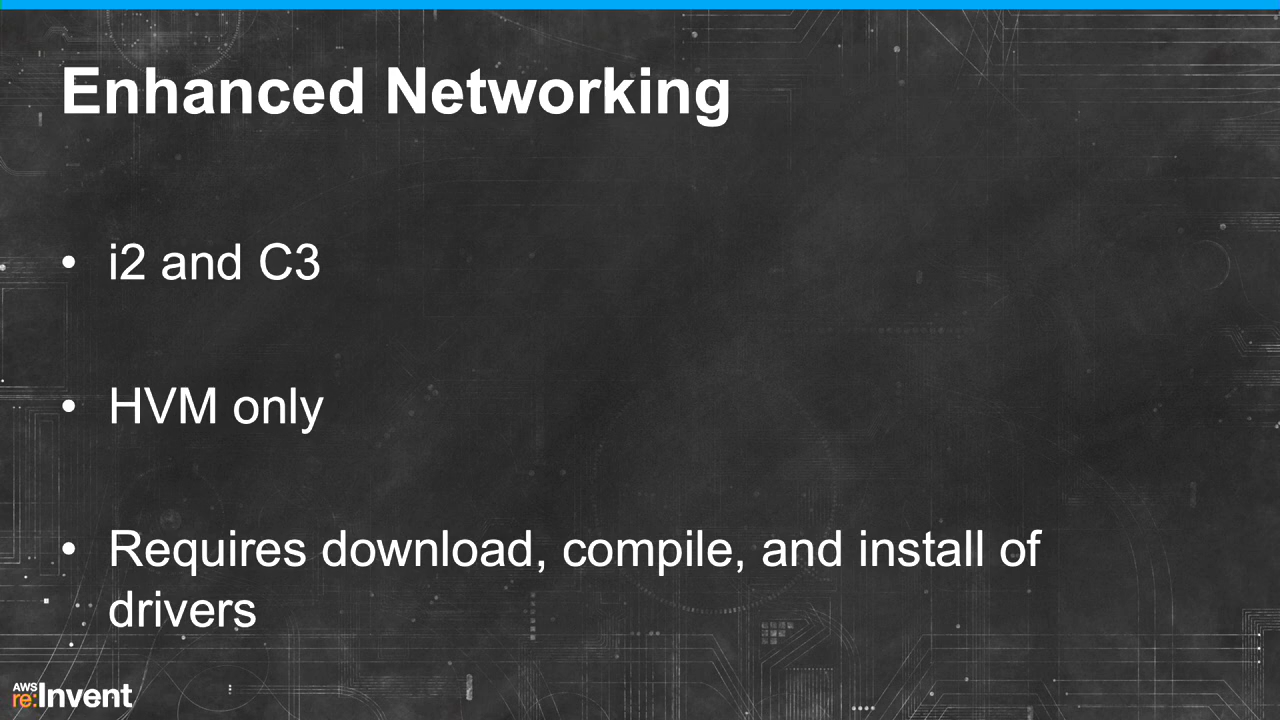 Enhanced Networking
• i2 and C3
• HVM only
• Requires download, compile, and install of
drivers
AWS
re:Invent